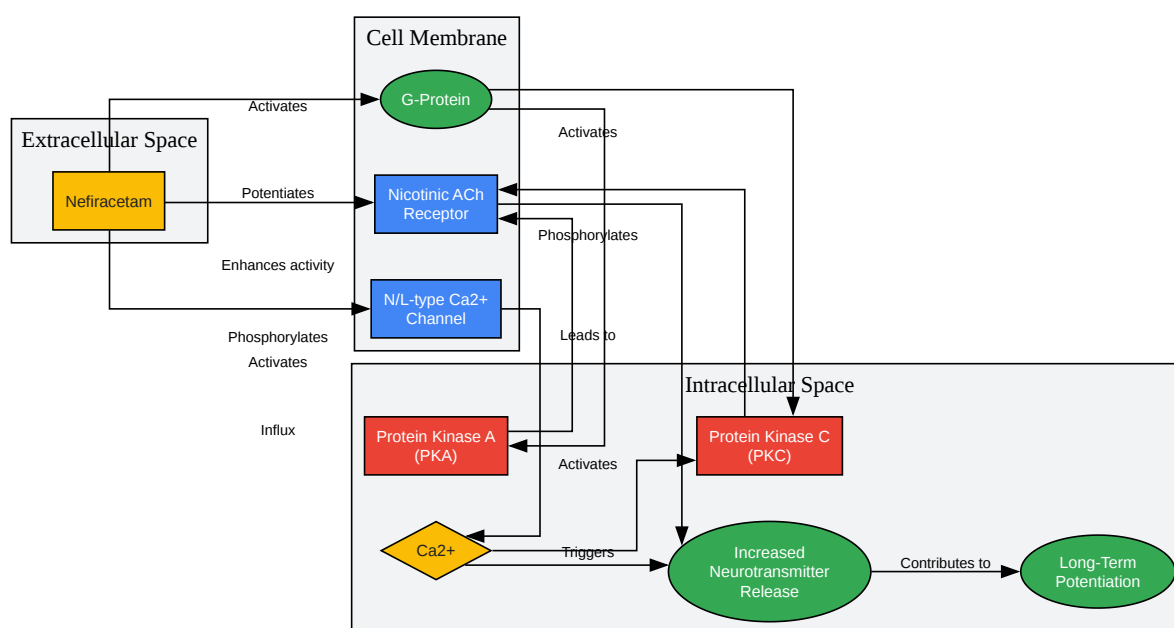 Cell Membrane
G-Protein
Activates
Activates
Extracellular Space
Nefiracetam
Potentiates
Nicotinic ACh
Receptor
Phosphorylates
Enhances activity
N/L-type Ca2+
Channel
Phosphorylates
Leads to
Activates
Intracellular Space
Influx
Protein Kinase A
(PKA)
Protein Kinase C
(PKC)
Activates
Ca2+
Triggers
Increased
Neurotransmitter
Release
Contributes to
Long-Term
Potentiation